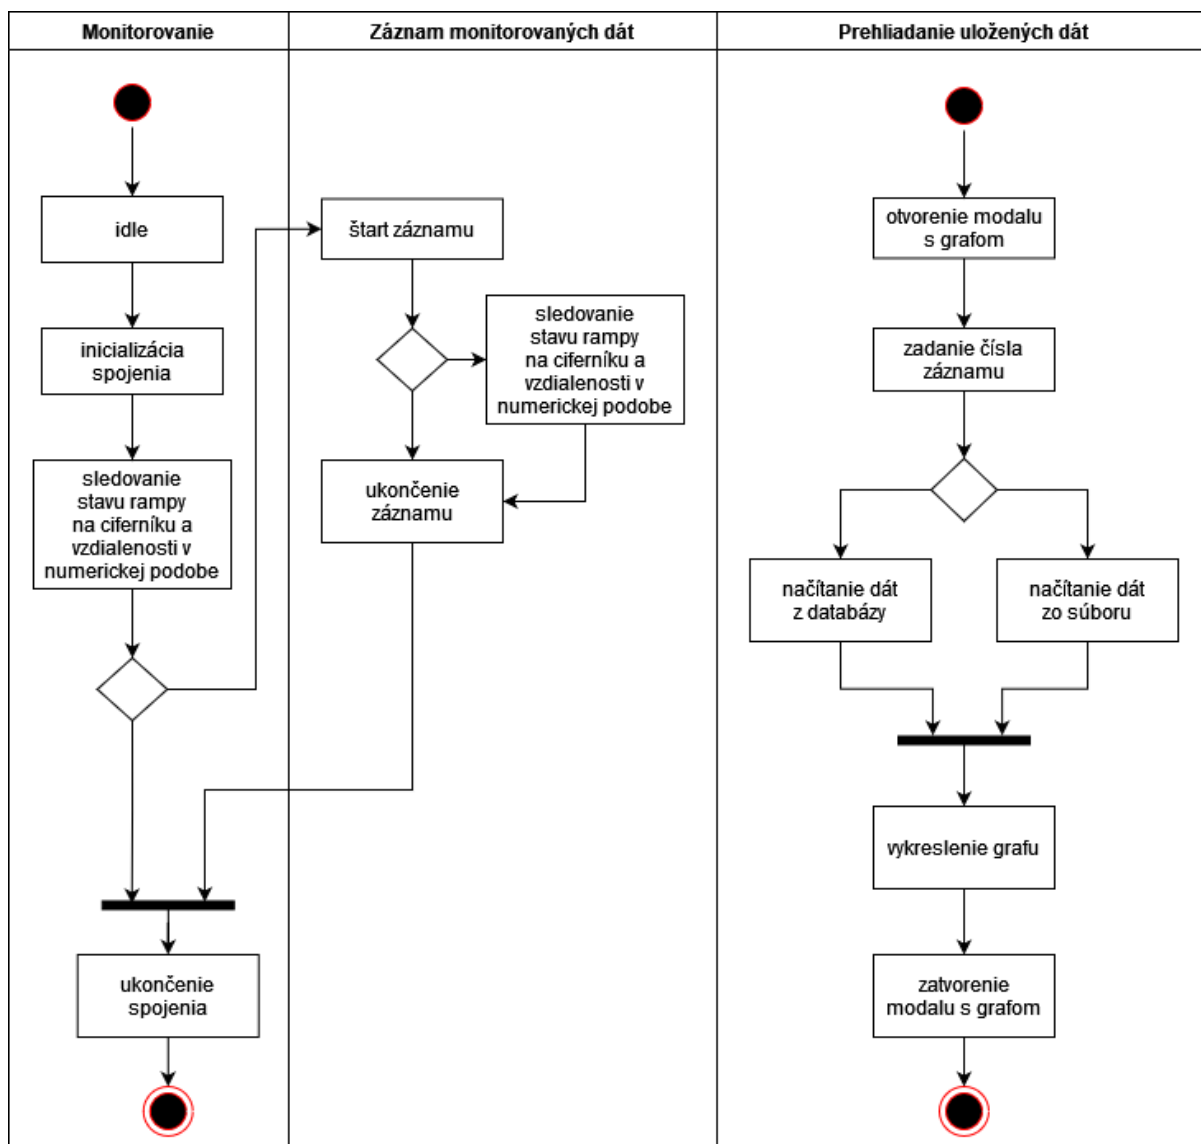 Monitorovanie
Záznam monitorovaných dát
Prehliadanie uložených dát
idle
inicializácia
spojenia
sledovanie
stavu rampy
na ciferníku a
vzdialenosti v
numerickej podobe
ukončenie
spojenia
štart záznamu
sledovanie
stavu rampy
na ciferníku a
vzdialenosti v
numerickej podobe
ukončenie
záznamu
otvorenie modalu
s grafom
zadanie čísla
záznamu
načítanie dát
z databázy
načítanie dát
zo súboru
vykreslenie grafu
zatvorenie
modalu s grafom